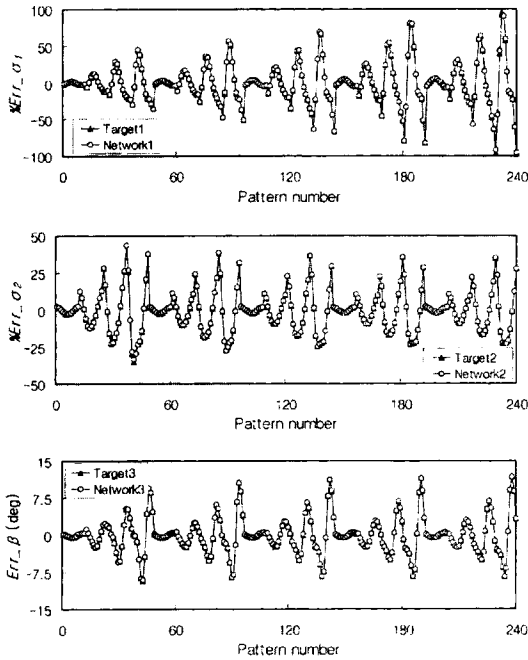 100
50
0
-50
-100
%Err_σ1
Target1
Network1
0 60 120 180 240
Pattern number
50
25
0
-25
-50
%Err_σ2
Target2
Network2
0 60 120 180 240
Pattern number
15
7.5
0
-7.5
-15
Err_β (deg)
Target3
Network3
0 60 120 180 240
Pattern number